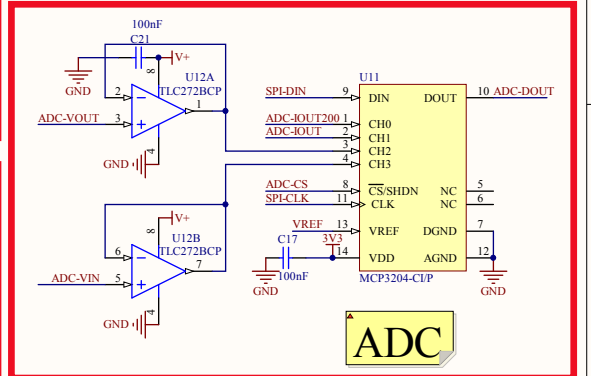 100nF
C21
V+
8
GND
U12A
TLC272BCP
2
1
ADC-VOUT
3
4
GND
V+
8
U12B
TLC272BCP
6
7
ADC-VIN
5
4
GND
U11
SPI-DIN 9 DIN DOUT 10 ADC-DOUT
ADC-IOUT200 1 CH0
ADC-IOUT 2 CH1
3 CH2
4 CH3
ADC-CS 8 CS/SHDN NC 5
SPI-CLK 11 CLK NC 6
VREF 13 VREF DGND 7
C17 3V3 14 VDD AGND 12
100nF MCP3204-CI/P
GND GND
ADC